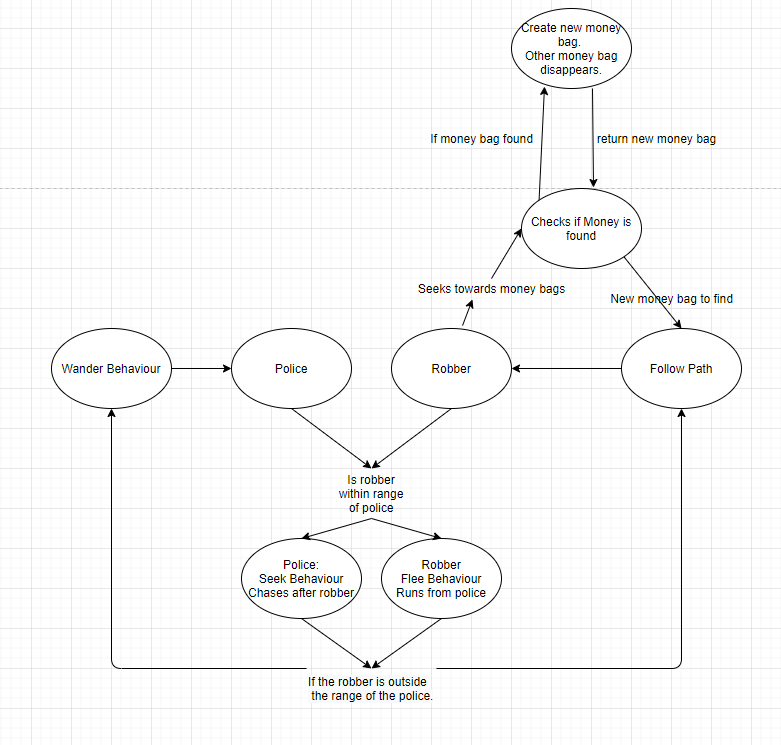 Create new money
bag.
Other money bag
disappears.
If money bag found
return new money bag
Checks if Money is
found
Seeks towards money bags
New money bag to find
Wander Behaviour
Police
Robber
Follow Path
Is robber
within range
of police
Police:
Seek Behaviour
Chases after robber
Robber
Flee Behaviour
Runs from police
If the robber is outside
the range of the police.